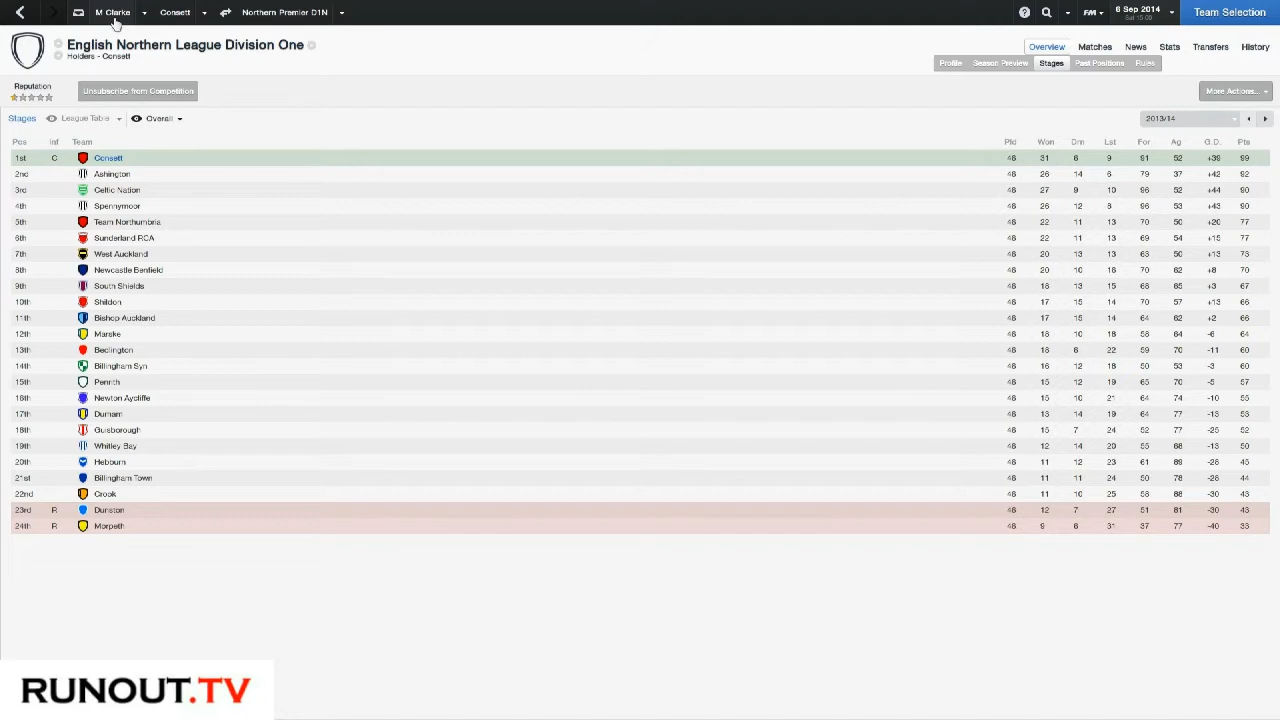 M Clarke Consett Northern Premier D1N FM 6 Sep 2014 Sat 15:00 Team Selection
English Northern League Division One
Holders - Consett
Overview Matches News Stats Transfers History
Profile Season Preview Stages Past Positions Rules
Reputation Unsubscribe from Competition More Actions...
Stages League Table Overall 2013/14
Pos Inf Team Pld Won Drn Lst For Ag G.D. Pts
1st C Consett 46 31 6 9 91 52 +39 99
2nd Ashington 46 26 14 6 79 37 +42 92
3rd Celtic Nation 46 27 9 10 96 52 +44 90
4th Spennymoor 46 26 12 8 96 53 +43 90
5th Team Northumbria 46 22 11 13 70 50 +20 77
6th Sunderland RCA 46 22 11 13 69 54 +15 77
7th West Auckland 46 20 13 13 63 50 +13 73
8th Newcastle Benfield 46 20 10 16 70 62 +8 70
9th South Shields 46 18 13 15 68 65 +3 67
10th Shildon 46 17 15 14 70 57 +13 66
11th Bishop Auckland 46 17 15 14 64 62 +2 66
12th Marske 46 18 10 18 58 64 -6 64
13th Bedlington 46 18 6 22 59 70 -11 60
14th Billingham Syn 46 16 12 18 50 53 -3 60
15th Penrith 46 15 12 19 65 70 -5 57
16th Newton Aycliffe 46 15 10 21 64 74 -10 55
17th Durham 46 13 14 19 64 77 -13 53
18th Guisborough 46 15 7 24 52 77 -25 52
19th Whitley Bay 46 12 14 20 55 68 -13 50
20th Hebburn 46 11 12 23 61 89 -28 45
21st Billingham Town 46 11 11 24 50 78 -28 44
22nd Crook 46 11 10 25 58 88 -30 43
23rd R Dunston 46 12 7 27 51 81 -30 43
24th R Morpeth 46 9 6 31 37 77 -40 33
RUNOUT.TV